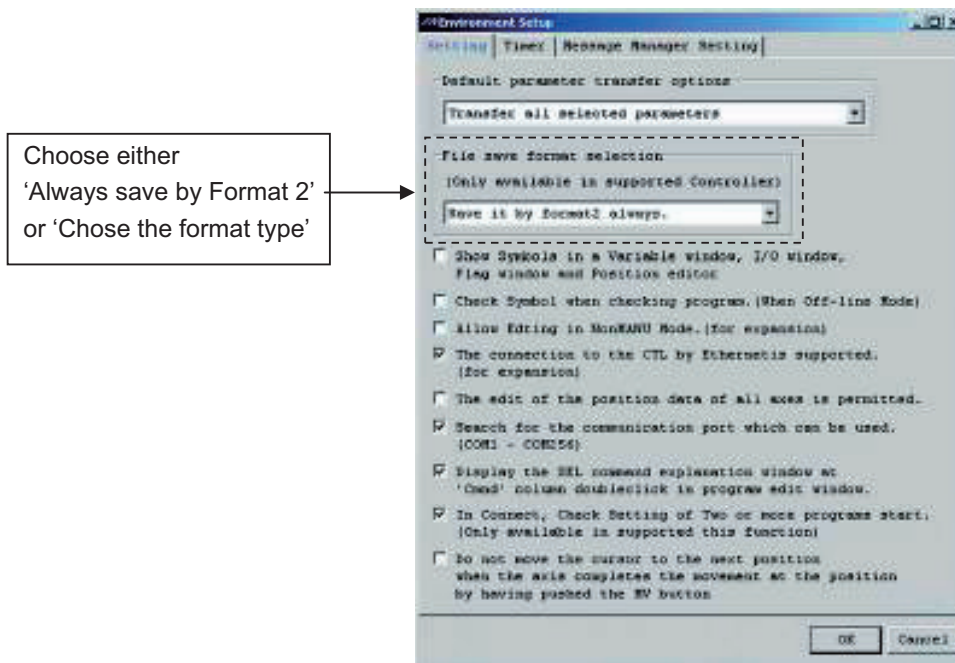 Environment Setup
Setting Timer Message Manager Setting
Default parameter transfer options
Transfer all selected parameters
Choose either
‘Always save by Format 2’
or ‘Chose the format type’
File save format selection
(Only available in supported Controller)
Save it by format2 always.
Show Symbols in a Variable window, I/O window,
Flag window and Position editor
Check Symbol when checking program.(When Off-line Mode)
Allow Edting in NonMANU Mode.(for expansion)
The connection to the CTL by Ethernetis supported.
(for expension)
The edit of the position data of all axes is permitted.
Search for the communication port which can be used.
(COM1 - COM256)
Display the SEL command explanation window at
'Cmnd' column doubleclick in program edit window.
In Connect, Check Setting of Two or more programs start.
(Only available in supported this function)
Do not move the cursor to the next position
when the axis completes the movement at the position
by having pushed the MV button
OK Cancel